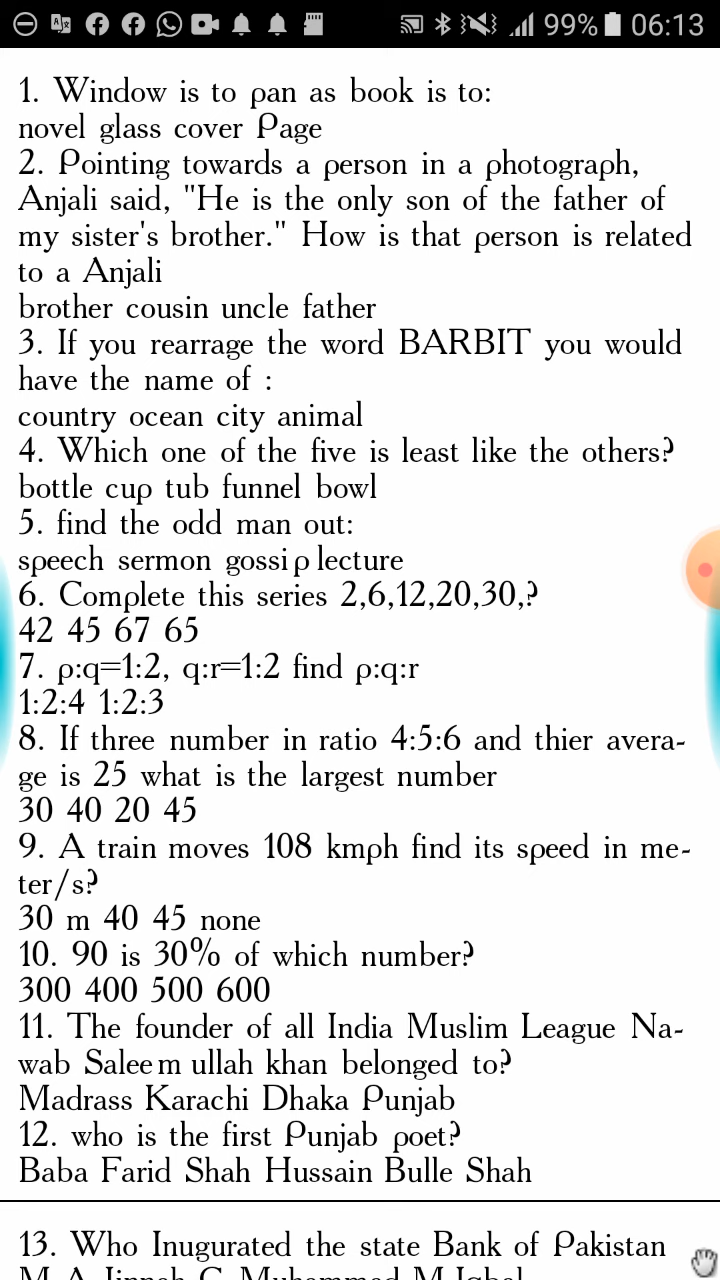 99% 06:13
1. Window is to pan as book is to:
novel glass cover Page
2. Pointing towards a person in a photograph,
Anjali said, "He is the only son of the father of
my sister's brother." How is that person is related
to a Anjali
brother cousin uncle father
3. If you rearrage the word BARBIT you would
have the name of :
country ocean city animal
4. Which one of the five is least like the others?
bottle cup tub funnel bowl
5. find the odd man out:
speech sermon gossip lecture
6. Complete this series 2,6,12,20,30,?
42 45 67 65
7. p:q=1:2, q:r=1:2 find p:q:r
1:2:4 1:2:3
8. If three number in ratio 4:5:6 and thier avera-
ge is 25 what is the largest number
30 40 20 45
9. A train moves 108 kmph find its speed in me-
ter/s?
30 m 40 45 none
10. 90 is 30% of which number?
300 400 500 600
11. The founder of all India Muslim League Na-
wab Saleem ullah khan belonged to?
Madrass Karachi Dhaka Punjab
12. who is the first Punjab poet?
Baba Farid Shah Hussain Bulle Shah
13. Who Inugurated the state Bank of Pakistan
M A Jinnah G Muhammad M Iqbal